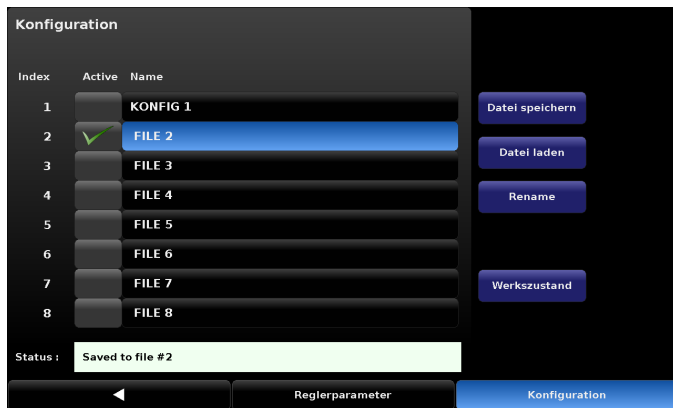 Konfiguration
Index Active Name
1 KONFIG 1 Datei speichern
2 FILE 2 Datei laden
3 FILE 3
4 FILE 4 Rename
5 FILE 5
6 FILE 6
7 FILE 7 Werkszustand
8 FILE 8
Status : Saved to file #2
Reglerparameter Konfiguration